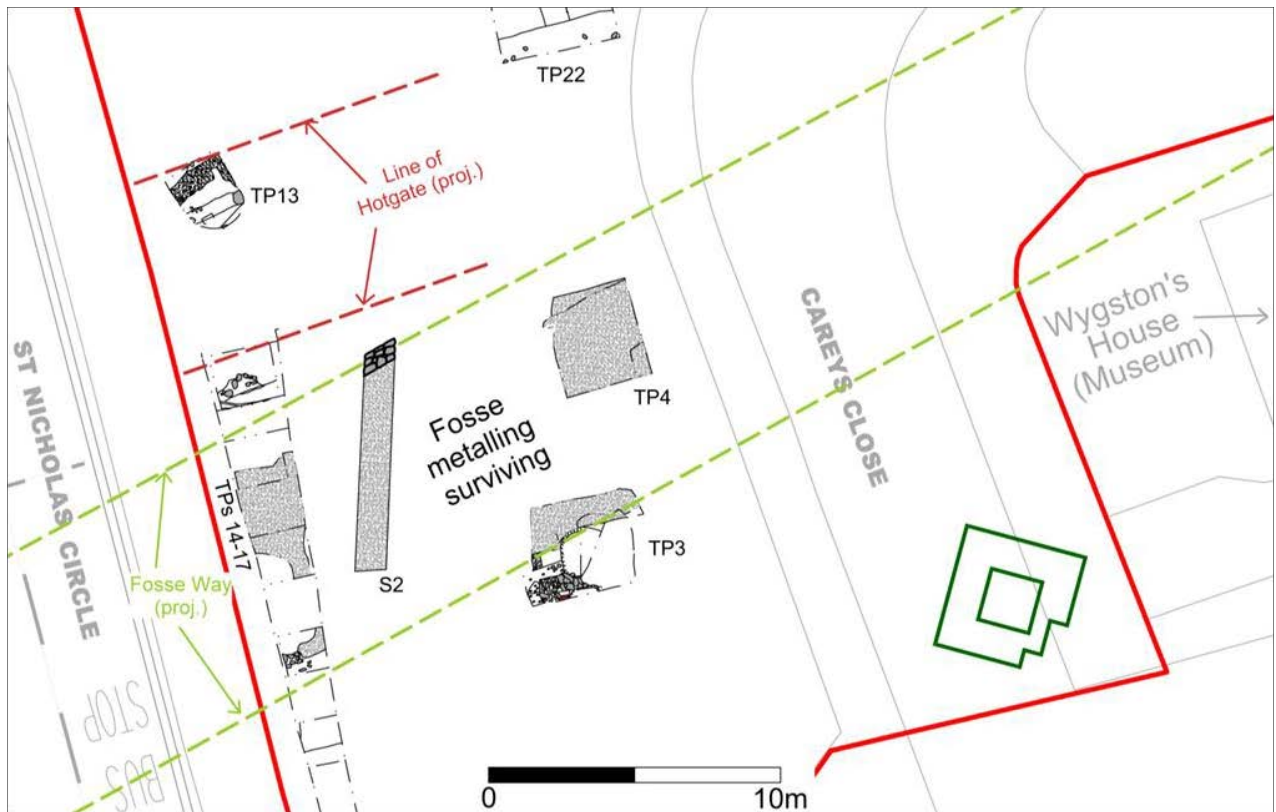 TP22
Line of
Hotgate (proj.)
TP13
TP4
CAREYS CLOSE
Wygston's
House
(Museum)
ST NICHOLAS CIRCLE
Fosse
metalling
surviving
TPs 14-17
S2
TP3
Fosse Way
(proj.)
BUS
STOP
0
10m